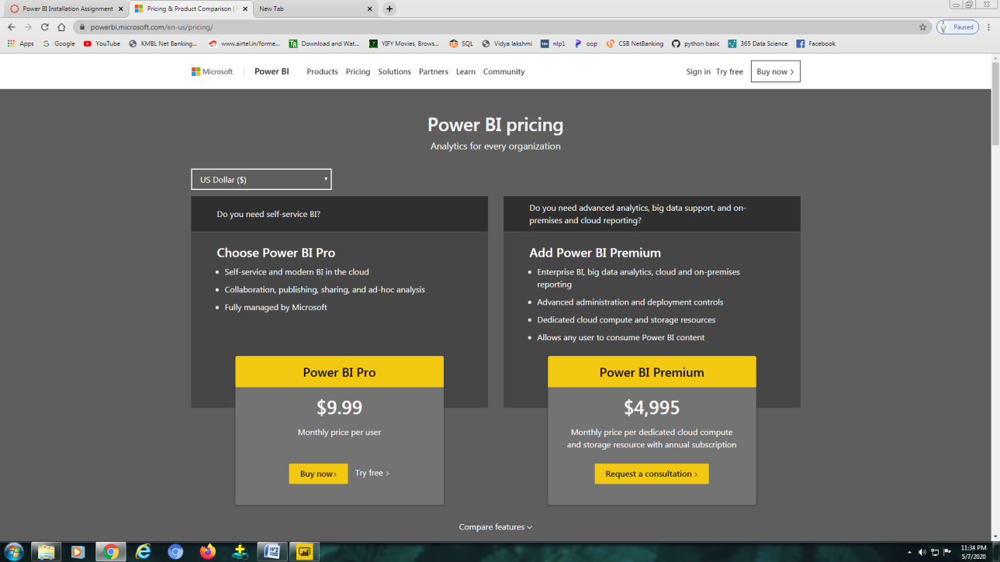 Power BI Installation Assignment
Pricing & Product Comparison |
New Tab
powerbi.microsoft.com/en-us/pricing/
Paused
Apps
Google
YouTube
KMBL Net Banking...
www.airtel.in/forme...
Download and Wat...
YIFY Movies, Brows...
SQL
Vidya lakshmi
nlp1
oop
CSB NetBanking
python basic
365 Data Science
Facebook
Microsoft
Power BI
Products
Pricing
Solutions
Partners
Learn
Community
Sign in
Try free
Buy now >
Power BI pricing
Analytics for every organization
US Dollar ($)
Do you need self-service BI?
Choose Power BI Pro
• Self-service and modern BI in the cloud
• Collaboration, publishing, sharing, and ad-hoc analysis
• Fully managed by Microsoft
Power BI Pro
$9.99
Monthly price per user
Buy now>
Try free >
Do you need advanced analytics, big data support, and on-
premises and cloud reporting?
Add Power BI Premium
• Enterprise BI, big data analytics, cloud and on-premises
reporting
• Advanced administration and deployment controls
• Dedicated cloud compute and storage resources
• Allows any user to consume Power BI content
Power BI Premium
$4,995
Monthly price per dedicated cloud compute
and storage resource with annual subscription
Request a consultation >
Compare features
11:34 PM
5/7/2020